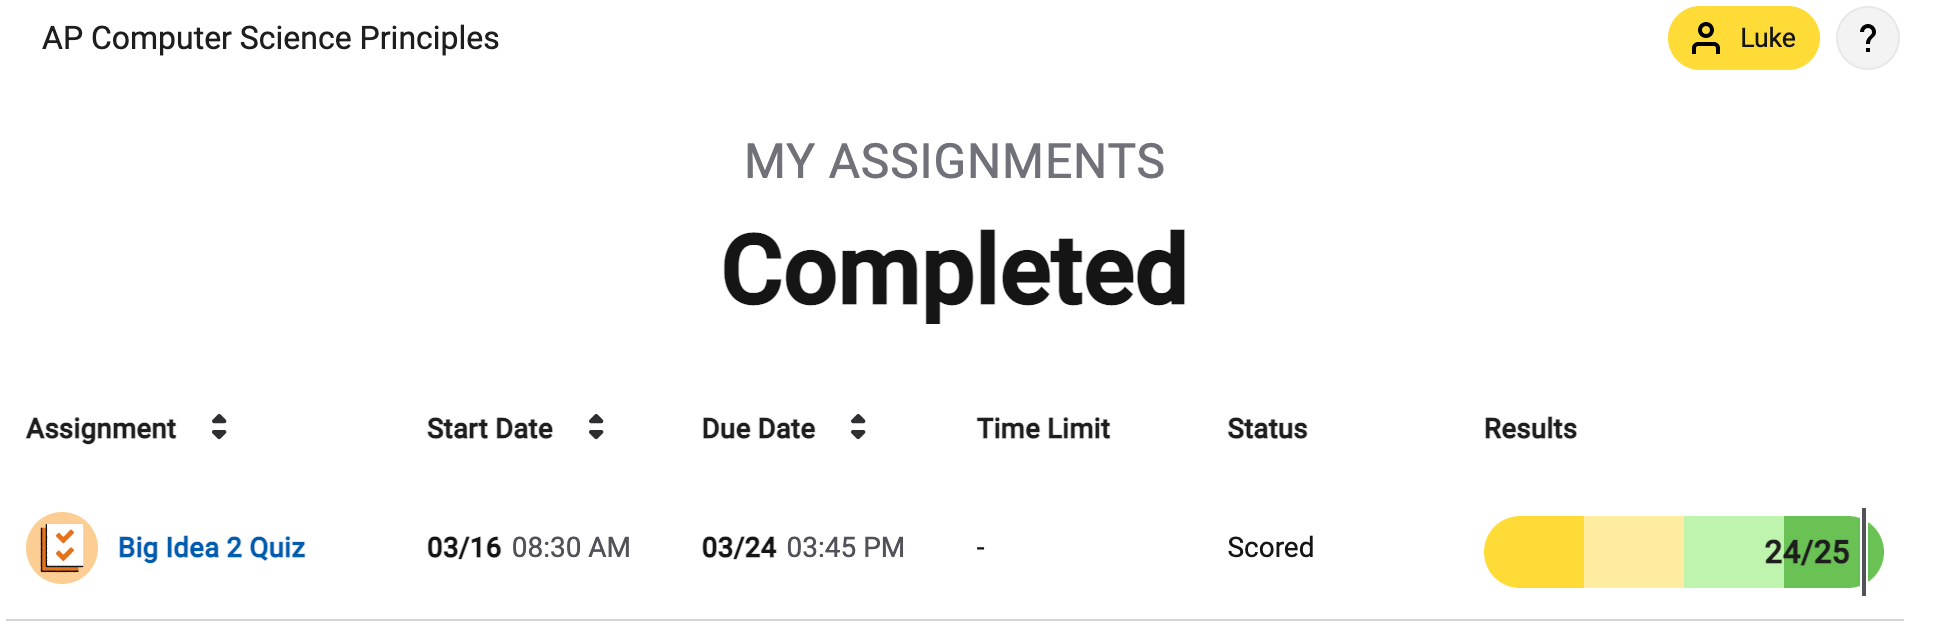 AP Computer Science Principles
Luke
?
MY ASSIGNMENTS
Completed
Assignment Start Date Due Date Time Limit Status Results
Big Idea 2 Quiz 03/16 08:30 AM 03/24 03:45 PM - Scored 24/25